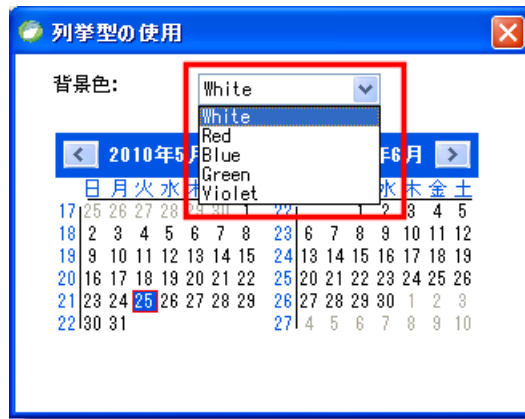 列挙型の使用
背景色: White
White
Red
Blue
Green
Violet
2010年5月
年6月
日 月 火 水
水 木 金 土
17 25 26 27 28 29 30 1
22 1 2 3 4 5
18 2 3 4 5 6 7 8
23 6 7 8 9 10 11 12
19 9 10 11 12 13 14 15
24 13 14 15 16 17 18 19
20 16 17 18 19 20 21 22
25 20 21 22 23 24 25 26
21 23 24 25 26 27 28 29
26 27 28 29 30 1 2 3
22 30 31
27 4 5 6 7 8 9 10